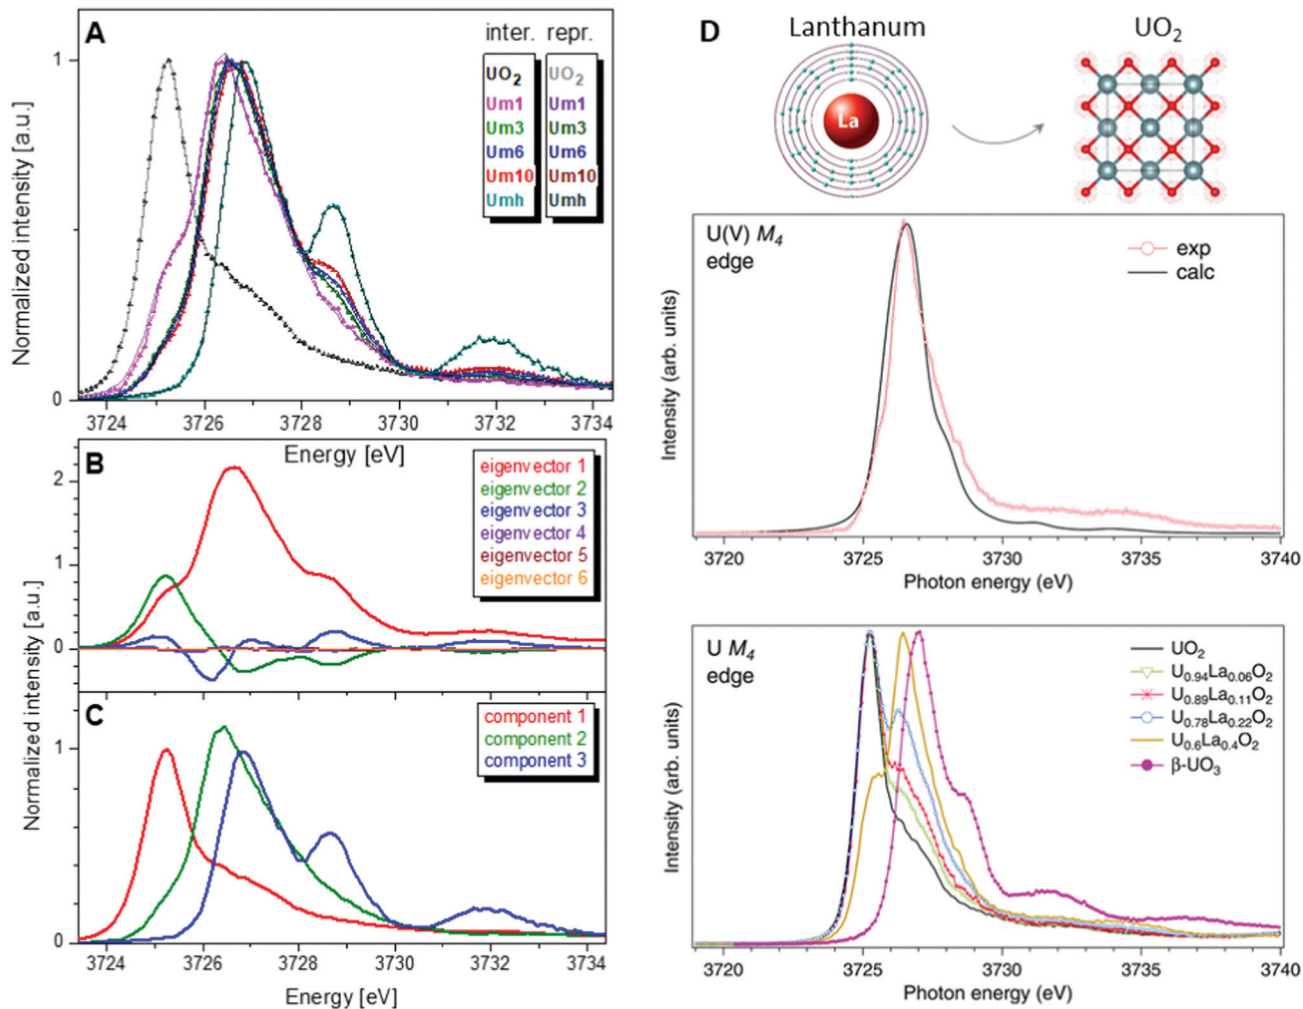 A
inter. repr.
UO2 UO2
Um1 Um1
Um3 Um3
Um6 Um6
Um10 Um10
Umh Umh
Normalized intensity [a.u.]
1
0
3724 3726 3728 3730 3732 3734
Energy [eV]
B
eigenvector 1
eigenvector 2
eigenvector 3
eigenvector 4
eigenvector 5
eigenvector 6
2
1
0
Normalized intensity [a.u.]
C
component 1
component 2
component 3
1
0
3724 3726 3728 3730 3732 3734
Energy [eV]
D
Lanthanum
UO2
La
U(V) M4
edge
exp
calc
Intensity (arb. units)
3720 3725 3730 3735 3740
Photon energy (eV)
U M4
edge
UO2
U0.94La0.06O2
U0.89La0.11O2
U0.78La0.22O2
U0.6La0.4O2
β-UO3
Intensity (arb. units)
3720 3725 3730 3735 3740
Photon energy (eV)